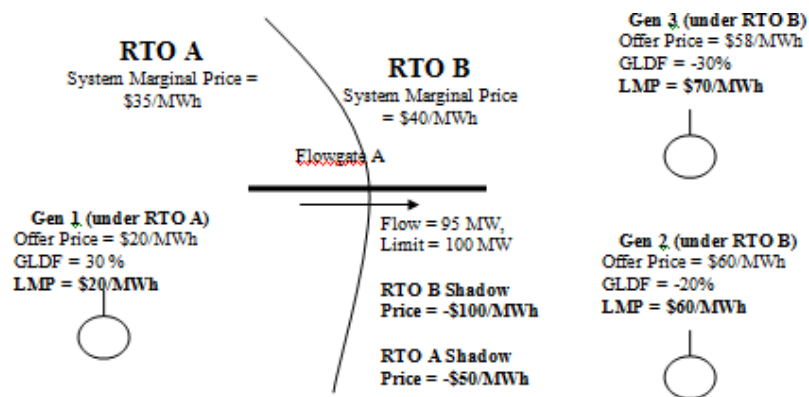 RTO A
System Marginal Price =
$35/MWh
RTO B
System Marginal Price
= $40/MWh
Gen 3 (under RTO B)
Offer Price = $58/MWh
GLDF = -30%
LMP = $70/MWh
Flowgate A
Gen 1 (under RTO A)
Offer Price = $20/MWh
GLDF = 30%
LMP = $20/MWh
Flow = 95 MW,
Limit = 100 MW
RTO B Shadow
Price = -$100/MWh
RTO A Shadow
Price = -$50/MWh
Gen 2 (under RTO B)
Offer Price = $60/MWh
GLDF = -20%
LMP = $60/MWh